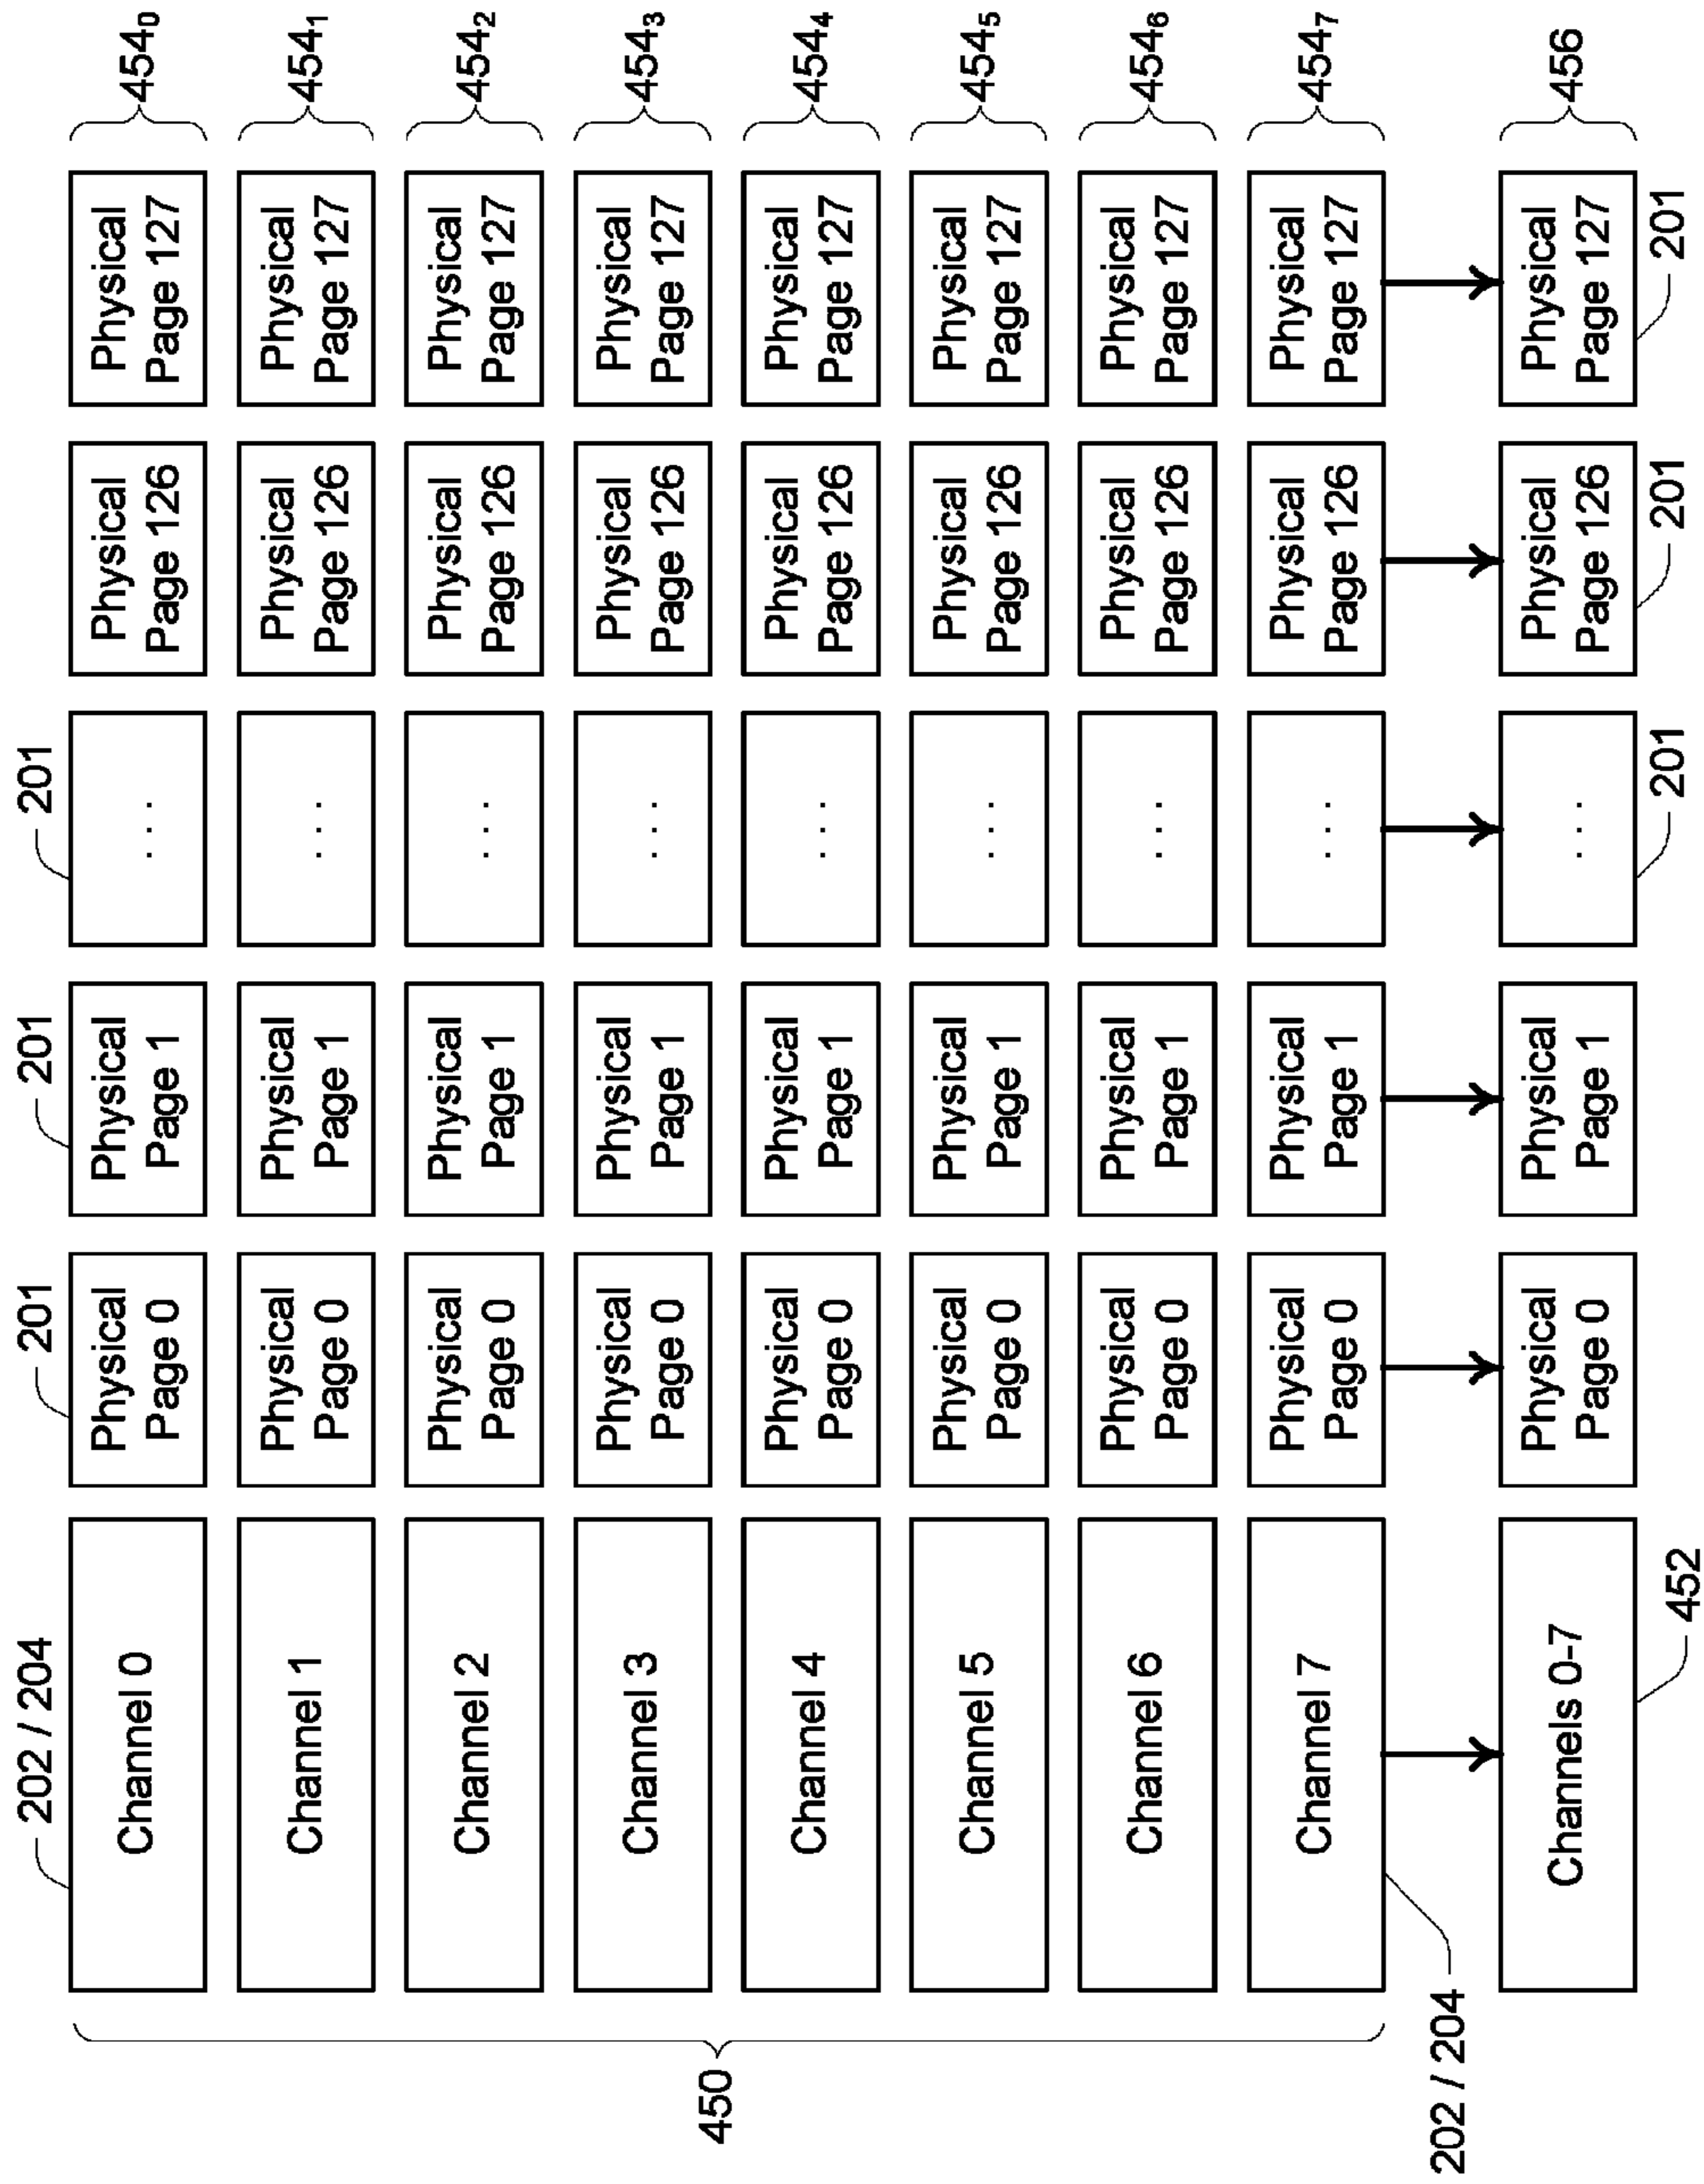 202 / 204
201
201
201
Channel 0
Physical
Page 0
Physical
Page 1
. . .
Physical
Page 126
Physical
Page 127
454₀
Channel 1
Physical
Page 0
Physical
Page 1
. . .
Physical
Page 126
Physical
Page 127
454₁
Channel 2
Physical
Page 0
Physical
Page 1
. . .
Physical
Page 126
Physical
Page 127
454₂
Channel 3
Physical
Page 0
Physical
Page 1
. . .
Physical
Page 126
Physical
Page 127
454₃
450
Channel 4
Physical
Page 0
Physical
Page 1
. . .
Physical
Page 126
Physical
Page 127
454₄
Channel 5
Physical
Page 0
Physical
Page 1
. . .
Physical
Page 126
Physical
Page 127
454₅
Channel 6
Physical
Page 0
Physical
Page 1
. . .
Physical
Page 126
Physical
Page 127
454₆
Channel 7
Physical
Page 0
Physical
Page 1
. . .
Physical
Page 126
Physical
Page 127
454₇
202 / 204
Channels 0-7
Physical
Page 0
Physical
Page 1
. . .
Physical
Page 126
Physical
Page 127
456
452
201
201
201